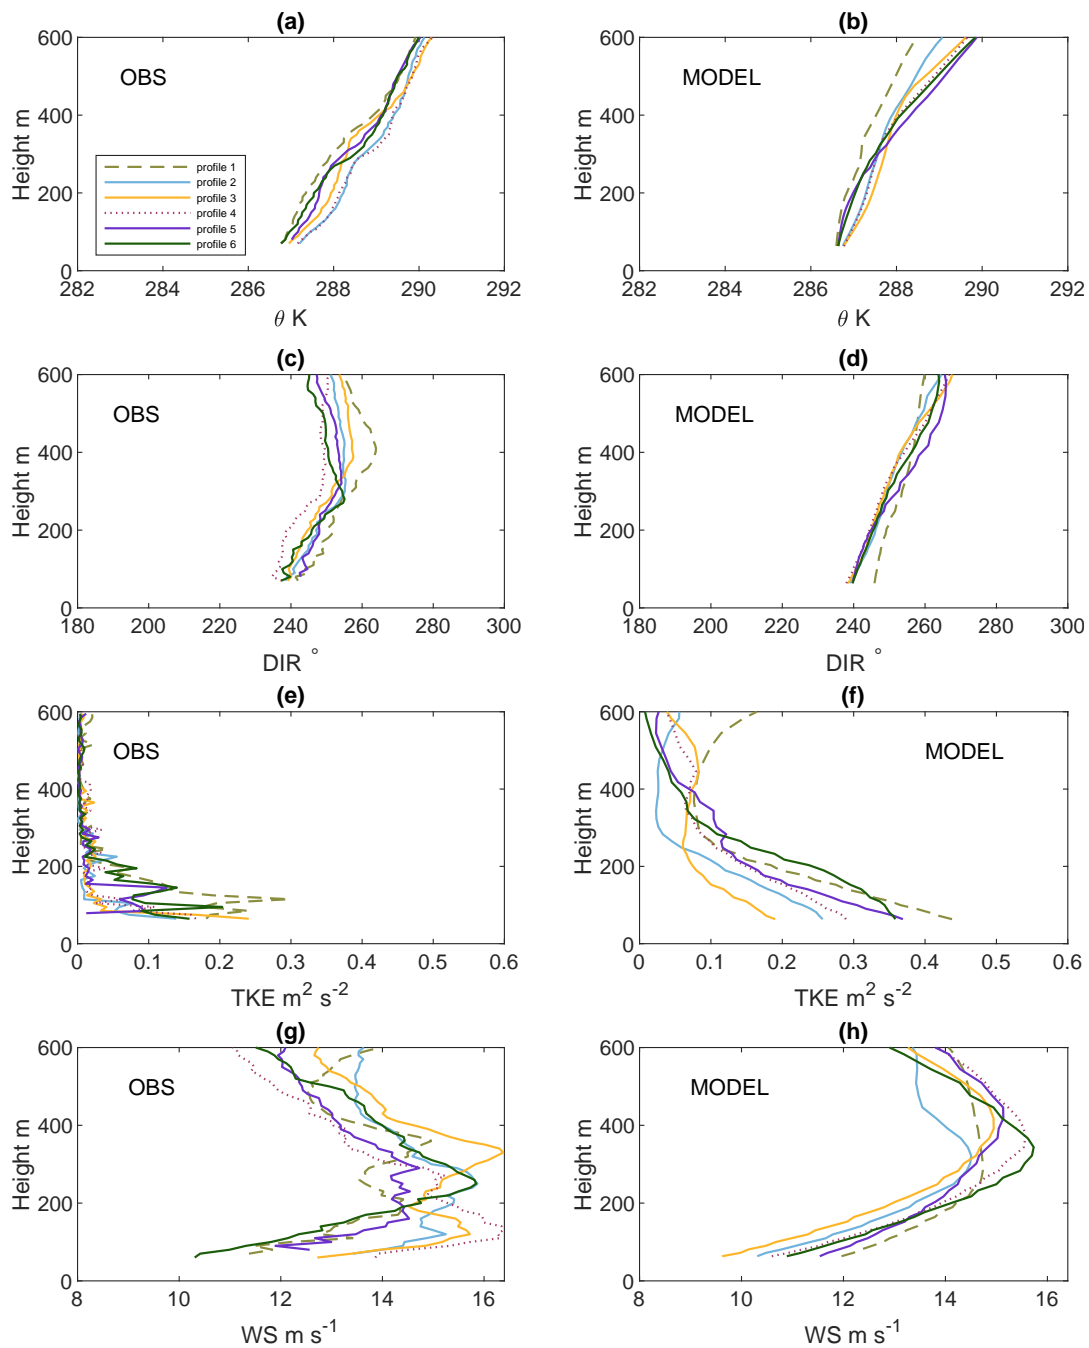 (a)
600
400
200
0
Height m
OBS
profile 1
profile 2
profile 3
profile 4
profile 5
profile 6
282 284 286 288 290 292
θ K
(b)
600
400
200
0
Height m
MODEL
282 284 286 288 290 292
θ K
(c)
600
400
200
0
Height m
OBS
180 200 220 240 260 280 300
DIR °
(d)
600
400
200
0
Height m
MODEL
180 200 220 240 260 280 300
DIR °
(e)
600
400
200
0
Height m
OBS
0 0.1 0.2 0.3 0.4 0.5 0.6
TKE m² s⁻²
(f)
600
400
200
0
Height m
MODEL
0 0.1 0.2 0.3 0.4 0.5 0.6
TKE m² s⁻²
(g)
600
400
200
0
Height m
OBS
8 10 12 14 16
WS m s⁻¹
(h)
600
400
200
0
Height m
MODEL
8 10 12 14 16
WS m s⁻¹